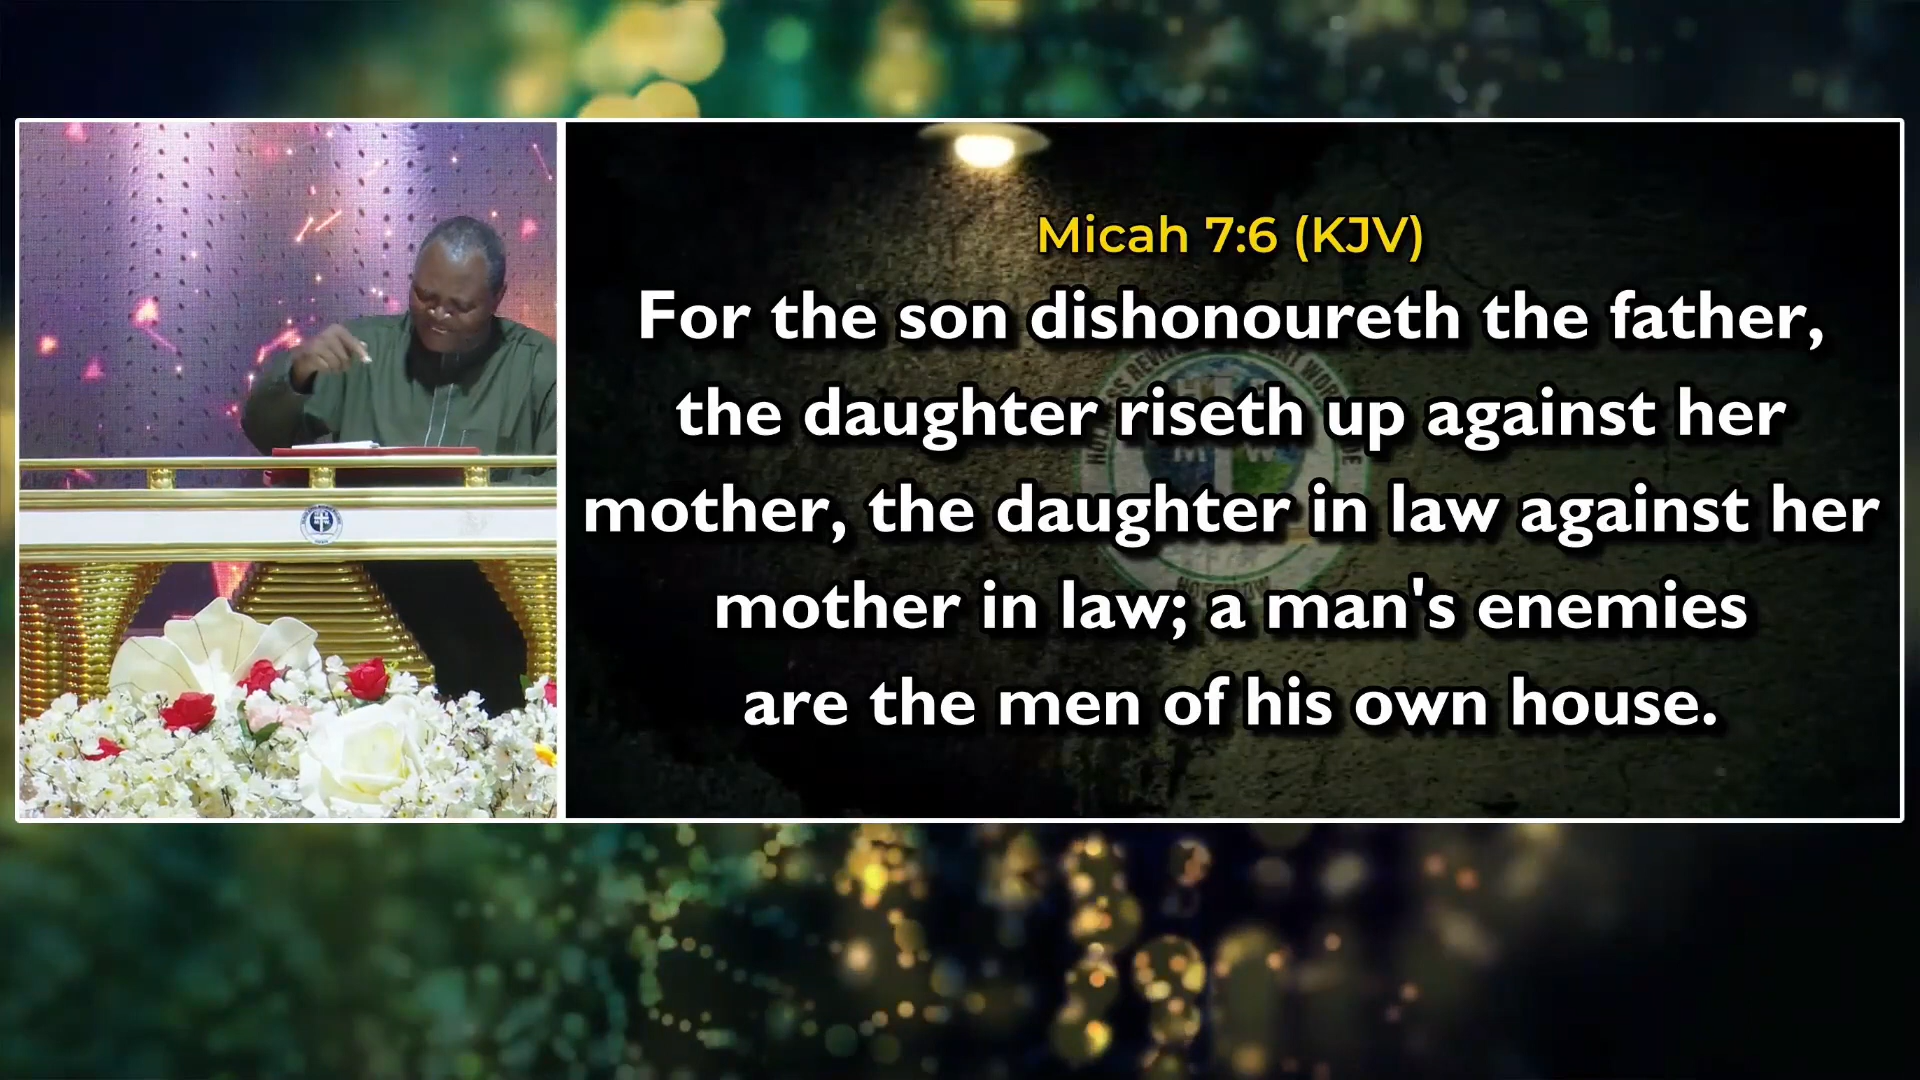 Micah 7:6 (KJV)
For the son dishonoureth the father,
the daughter riseth up against her
mother, the daughter in law against her
mother in law; a man's enemies
are the men of his own house.